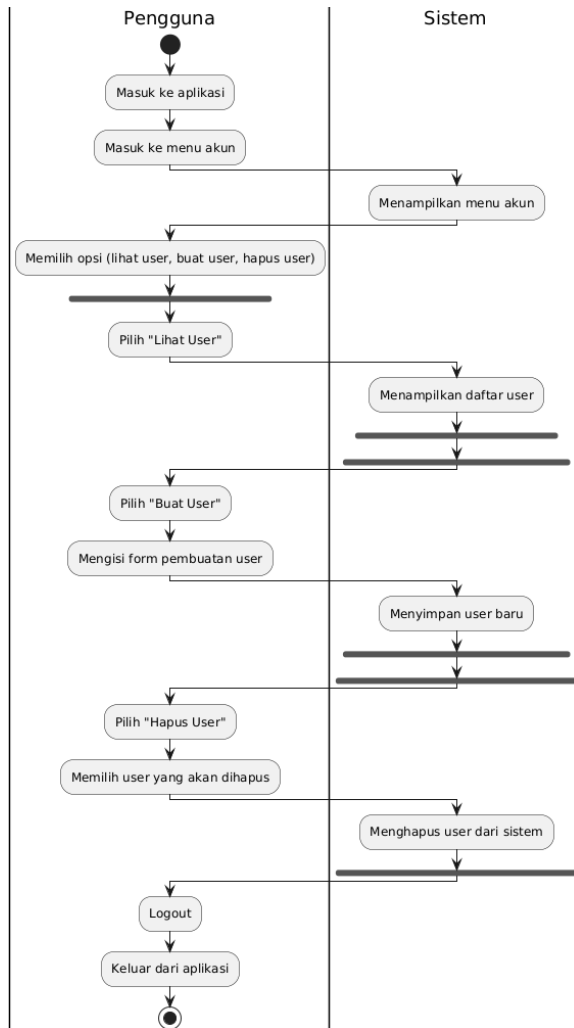 Pengguna
Sistem
Masuk ke aplikasi
Masuk ke menu akun
Menampilkan menu akun
Memilih opsi (lihat user, buat user, hapus user)
Pilih "Lihat User"
Menampilkan daftar user
Pilih "Buat User"
Mengisi form pembuatan user
Menyimpan user baru
Pilih "Hapus User"
Memilih user yang akan dihapus
Menghapus user dari sistem
Logout
Keluar dari aplikasi